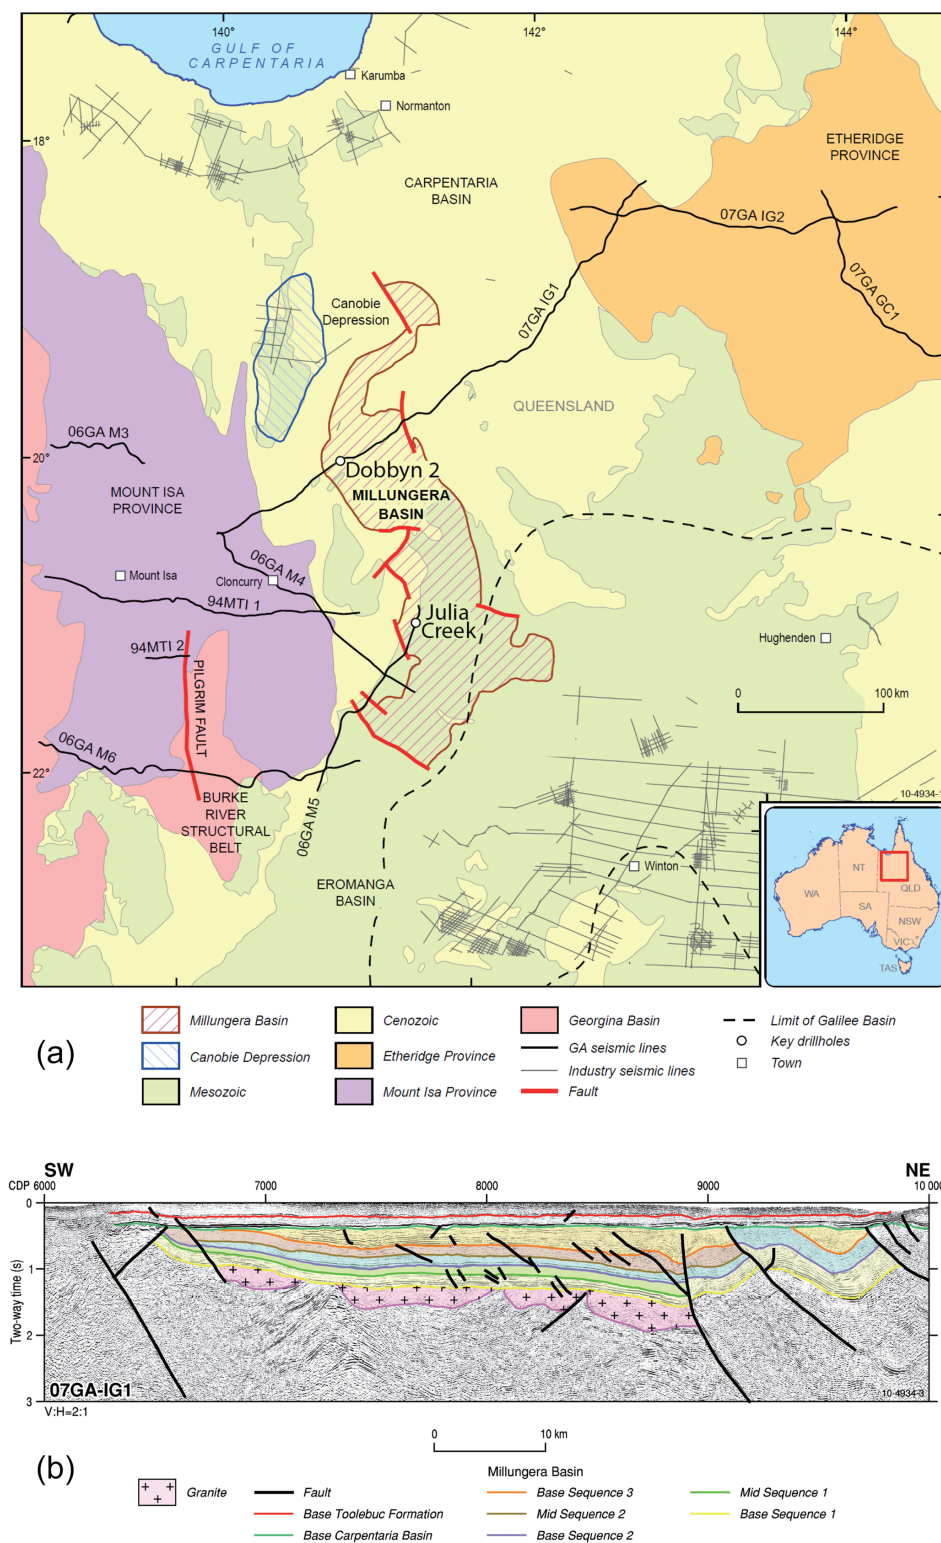 140°
142°
144°
GULF OF
CARPENTARIA
Karumba
Normanton
18°
ETHERIDGE
PROVINCE
CARPENTARIA
BASIN
07GA IG2
07GA GC1
07GA IG1
Canobie
Depression
QUEENSLAND
06GA M3
20°
Dobbyn 2
MILLUNGERA
BASIN
MOUNT ISA
PROVINCE
06GA M4
Mount Isa
Cloncurry
94MTI 1
Julia
Creek
Hughenden
94MTI 2
PILGRIM FAULT
0
100 km
06GA M6
22°
10-4934-1
BURKE
RIVER
STRUCTURAL
BELT
06GA M5
EROMANGA
BASIN
Winton
NT
WA
QLD
SA
NSW
VIC
TAS
(a)
Millungera Basin
Cenozoic
Georgina Basin
Limit of Galilee Basin
Canobie Depression
Etheridge Province
GA seismic lines
Key drillholes
Industry seismic lines
Town
Mesozoic
Mount Isa Province
Fault
SW
NE
CDP 6000
7000
8000
9000
10 000
0
0
1
1
Two-way time (s)
2
2
3
3
07GA-IG1
10-4934-3
V:H=2:1
0
10 km
(b)
Millungera Basin
Granite
Fault
Base Sequence 3
Mid Sequence 1
Base Toolebuc Formation
Mid Sequence 2
Base Sequence 1
Base Carpentaria Basin
Base Sequence 2